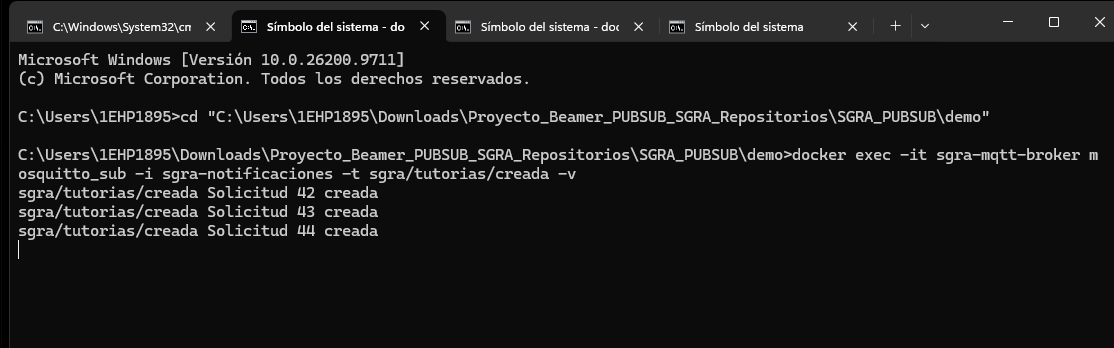 C:\Windows\System32\cm
Símbolo del sistema - do
Símbolo del sistema - doc
Símbolo del sistema
Microsoft Windows [Versión 10.0.26200.9711]
(c) Microsoft Corporation. Todos los derechos reservados.
C:\Users\1EHP1895>cd "C:\Users\1EHP1895\Downloads\Proyecto_Beamer_PUBSUB_SGRA_Repositorios\SGRA_PUBSUB\demo"
C:\Users\1EHP1895\Downloads\Proyecto_Beamer_PUBSUB_SGRA_Repositorios\SGRA_PUBSUB\demo>docker exec -it sgra-mqtt-broker m
osquitto_sub -i sgra-notificaciones -t sgra/tutorias/creada -v
sgra/tutorias/creada Solicitud 42 creada
sgra/tutorias/creada Solicitud 43 creada
sgra/tutorias/creada Solicitud 44 creada